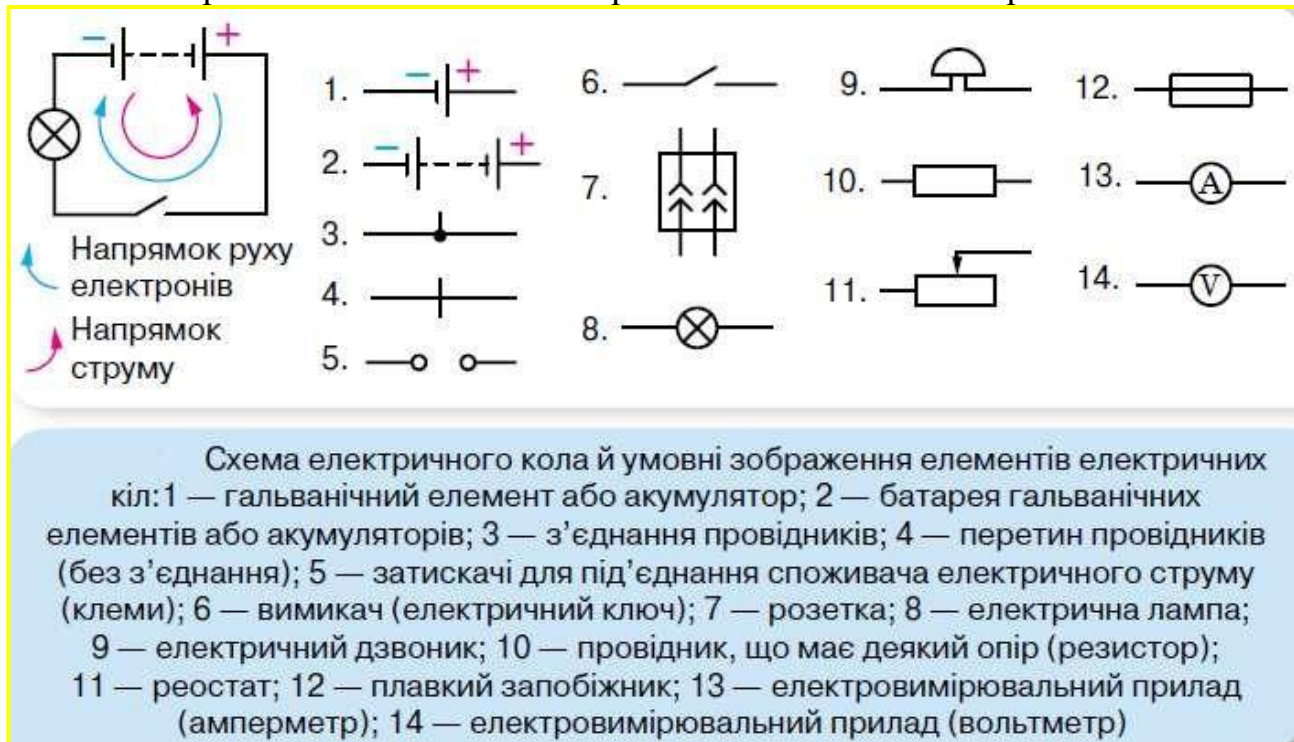 − +
Напрямок руху
електронів
Напрямок
струму
1. − +
2. − +
3.
4.
5.
6.
7.
8.
9.
10.
11.
12.
13. A
14. V
Схема електричного кола й умовні зображення елементів електричних
кіл:1 — гальванічний елемент або акумулятор; 2 — батарея гальванічних
елементів або акумуляторів; 3 — з’єднання провідників; 4 — перетин провідників
(без з’єднання); 5 — затискачі для під’єднання споживача електричного струму
(клеми); 6 — вимикач (електричний ключ); 7 — розетка; 8 — електрична лампа;
9 — електричний дзвоник; 10 — провідник, що має деякий опір (резистор);
11 — реостат; 12 — плавкий запобіжник; 13 — електровимірювальний прилад
(амперметр); 14 — електровимірювальний прилад (вольтметр)